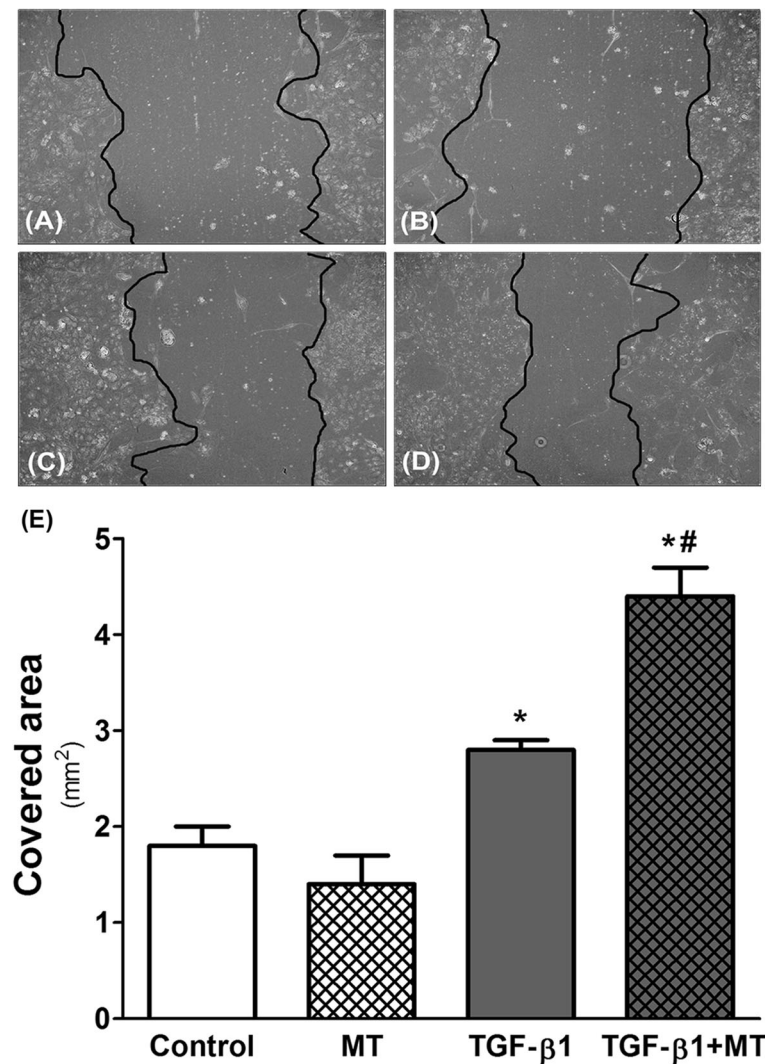 (A)
(B)
(C)
(D)
(E)
5
4
3
2
1
0
Covered area
(mm²)
*
*#
Control
MT
TGF-β1
TGF-β1+MT